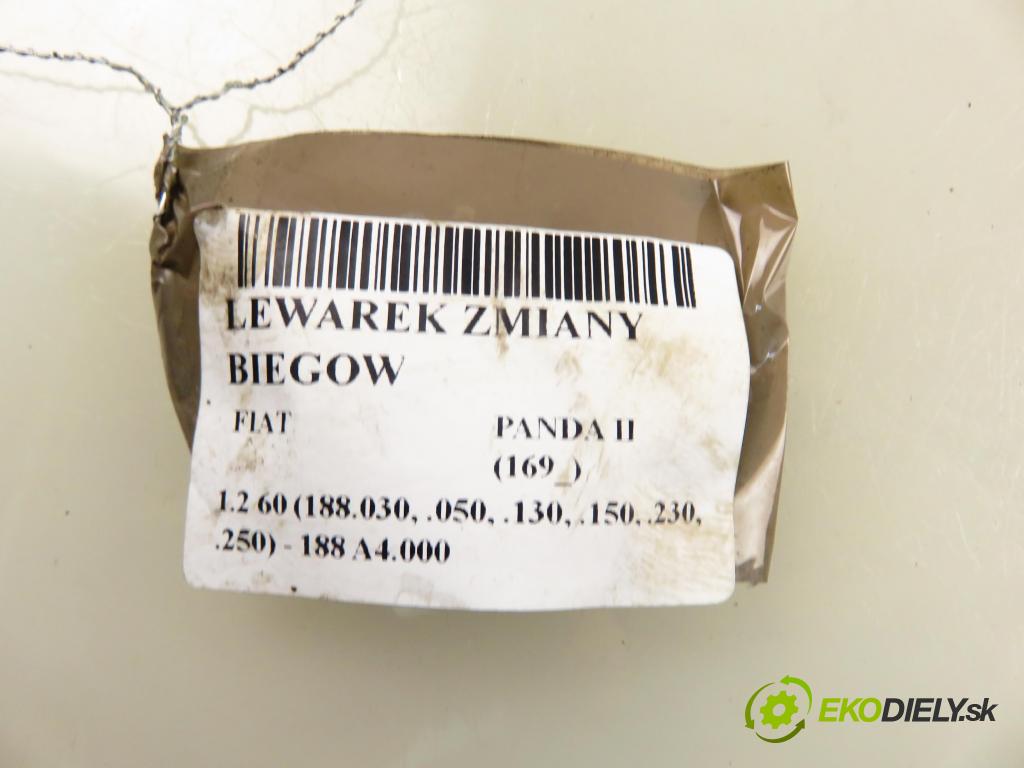 LEWAREK ZMIANY
BIEGOW
FIAT PANDA II
(169_)
1.2 60 (188.030, .050, .130, .150, .230,
.250) - 188 A4.000
EKODIELY.sk